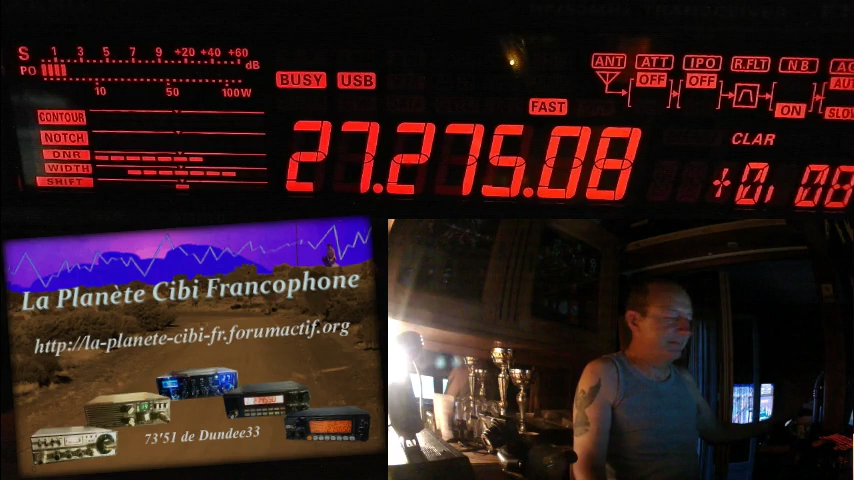 S 1 3 5 7 9 +20 +40 +60 dB
PO
10 50 100W
BUSY USB
FAST
ANT ATT IPO R.FLT NB
OFF OFF ON
CONTOUR
NOTCH
DNR
WIDTH
SHIFT
27.275.08
CLAR
+0.08
La Planète Cibi Francophone
http://la-planete-cibi-fr.forumactif.org
73'51 de Dundee33